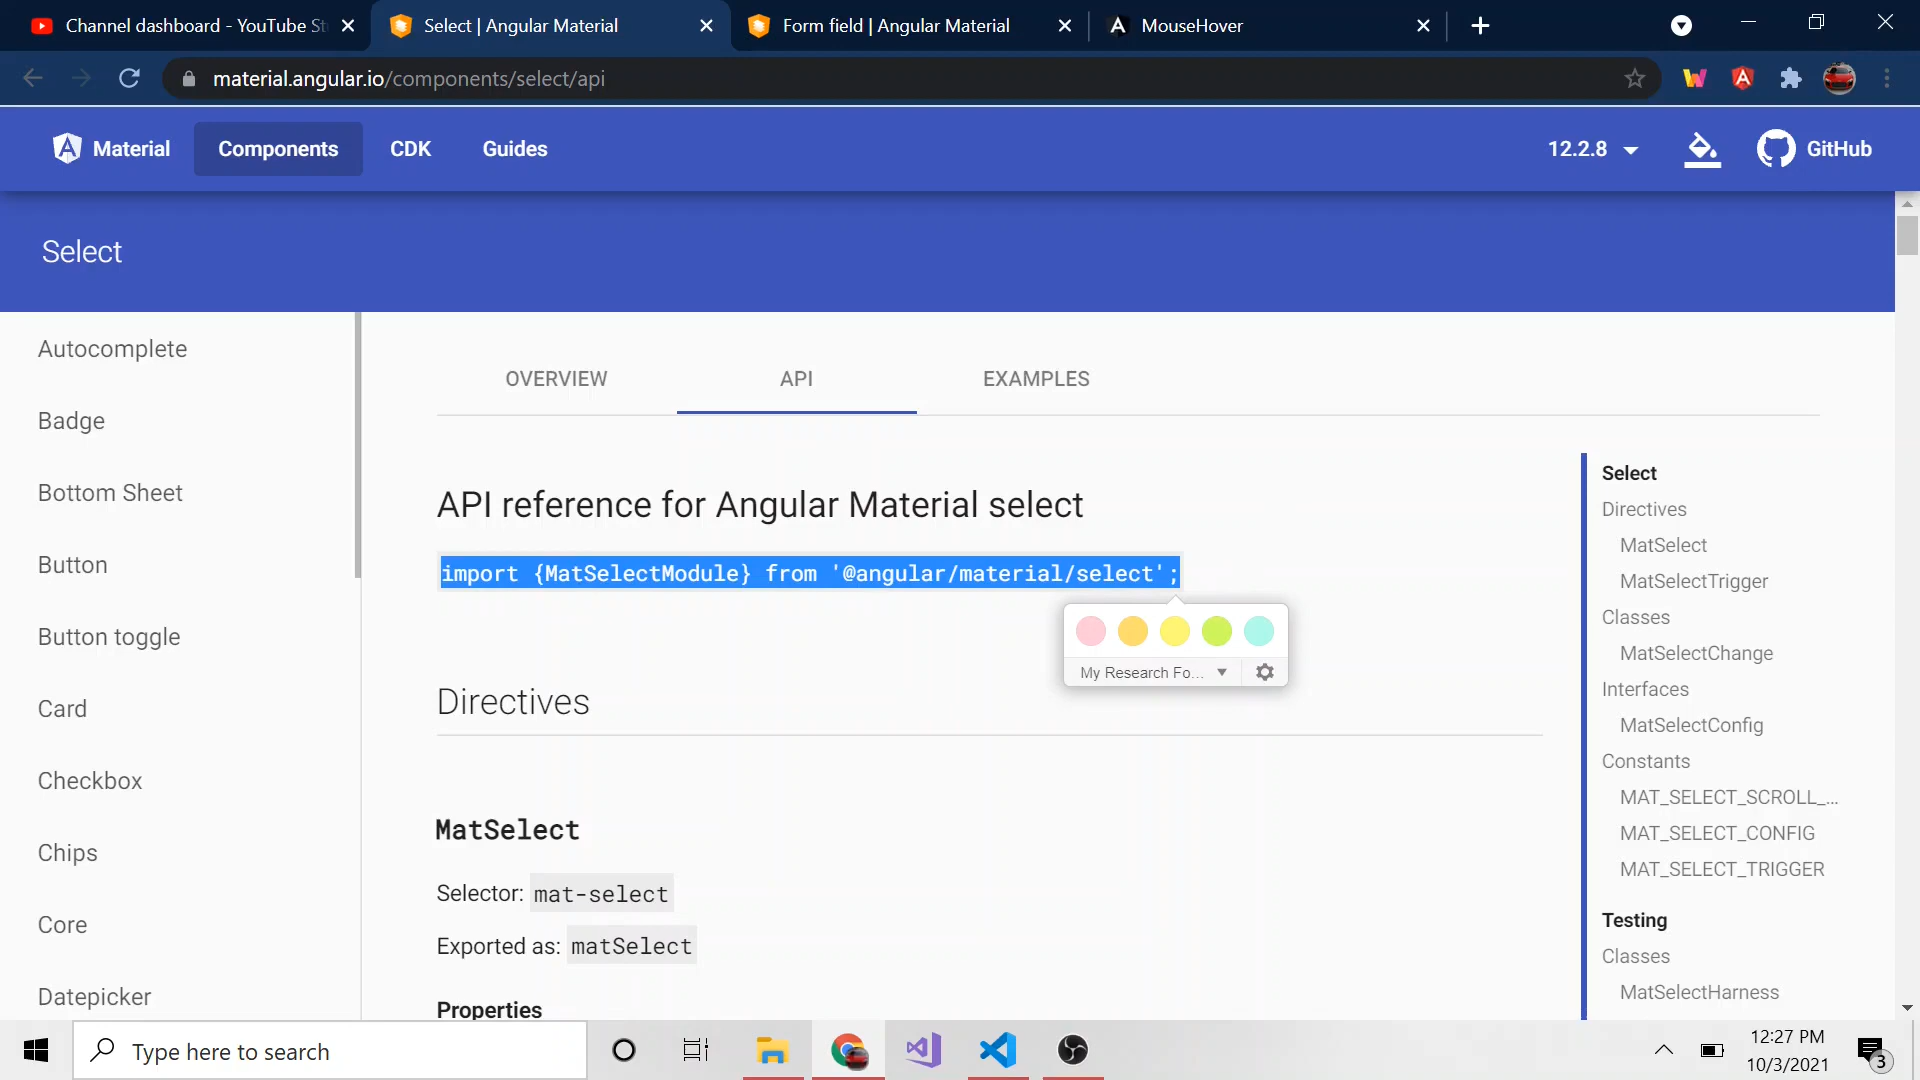 Channel dashboard - YouTube St
Select | Angular Material
Form field | Angular Material
MouseHover
material.angular.io/components/select/api
Material
Components
CDK
Guides
12.2.8
GitHub
Select
Autocomplete
Badge
Bottom Sheet
Button
Button toggle
Card
Checkbox
Chips
Core
Datepicker
OVERVIEW
API
EXAMPLES
API reference for Angular Material select
import {MatSelectModule} from '@angular/material/select';
My Research Fo...
Directives
MatSelect
Selector: mat-select
Exported as: matSelect
Properties
Select
Directives
MatSelect
MatSelectTrigger
Classes
MatSelectChange
Interfaces
MatSelectConfig
Constants
MAT_SELECT_SCROLL_...
MAT_SELECT_CONFIG
MAT_SELECT_TRIGGER
Testing
Classes
MatSelectHarness
Type here to search
12:27 PM
10/3/2021
3